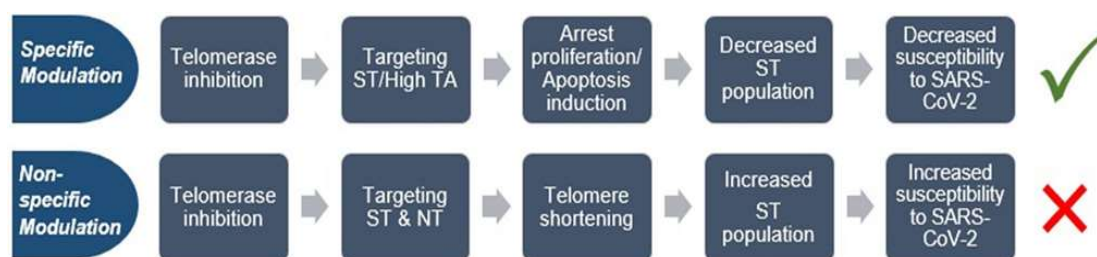 Specific
Modulation
Telomerase
inhibition
Targeting
ST/High TA
Arrest
proliferation/
Apoptosis
induction
Decreased
ST
population
Decreased
susceptibility
to SARS-
CoV-2
Non-
specific
Modulation
Telomerase
inhibition
Targeting
ST & NT
Telomere
shortening
Increased
ST
population
Increased
susceptibility
to SARS-
CoV-2